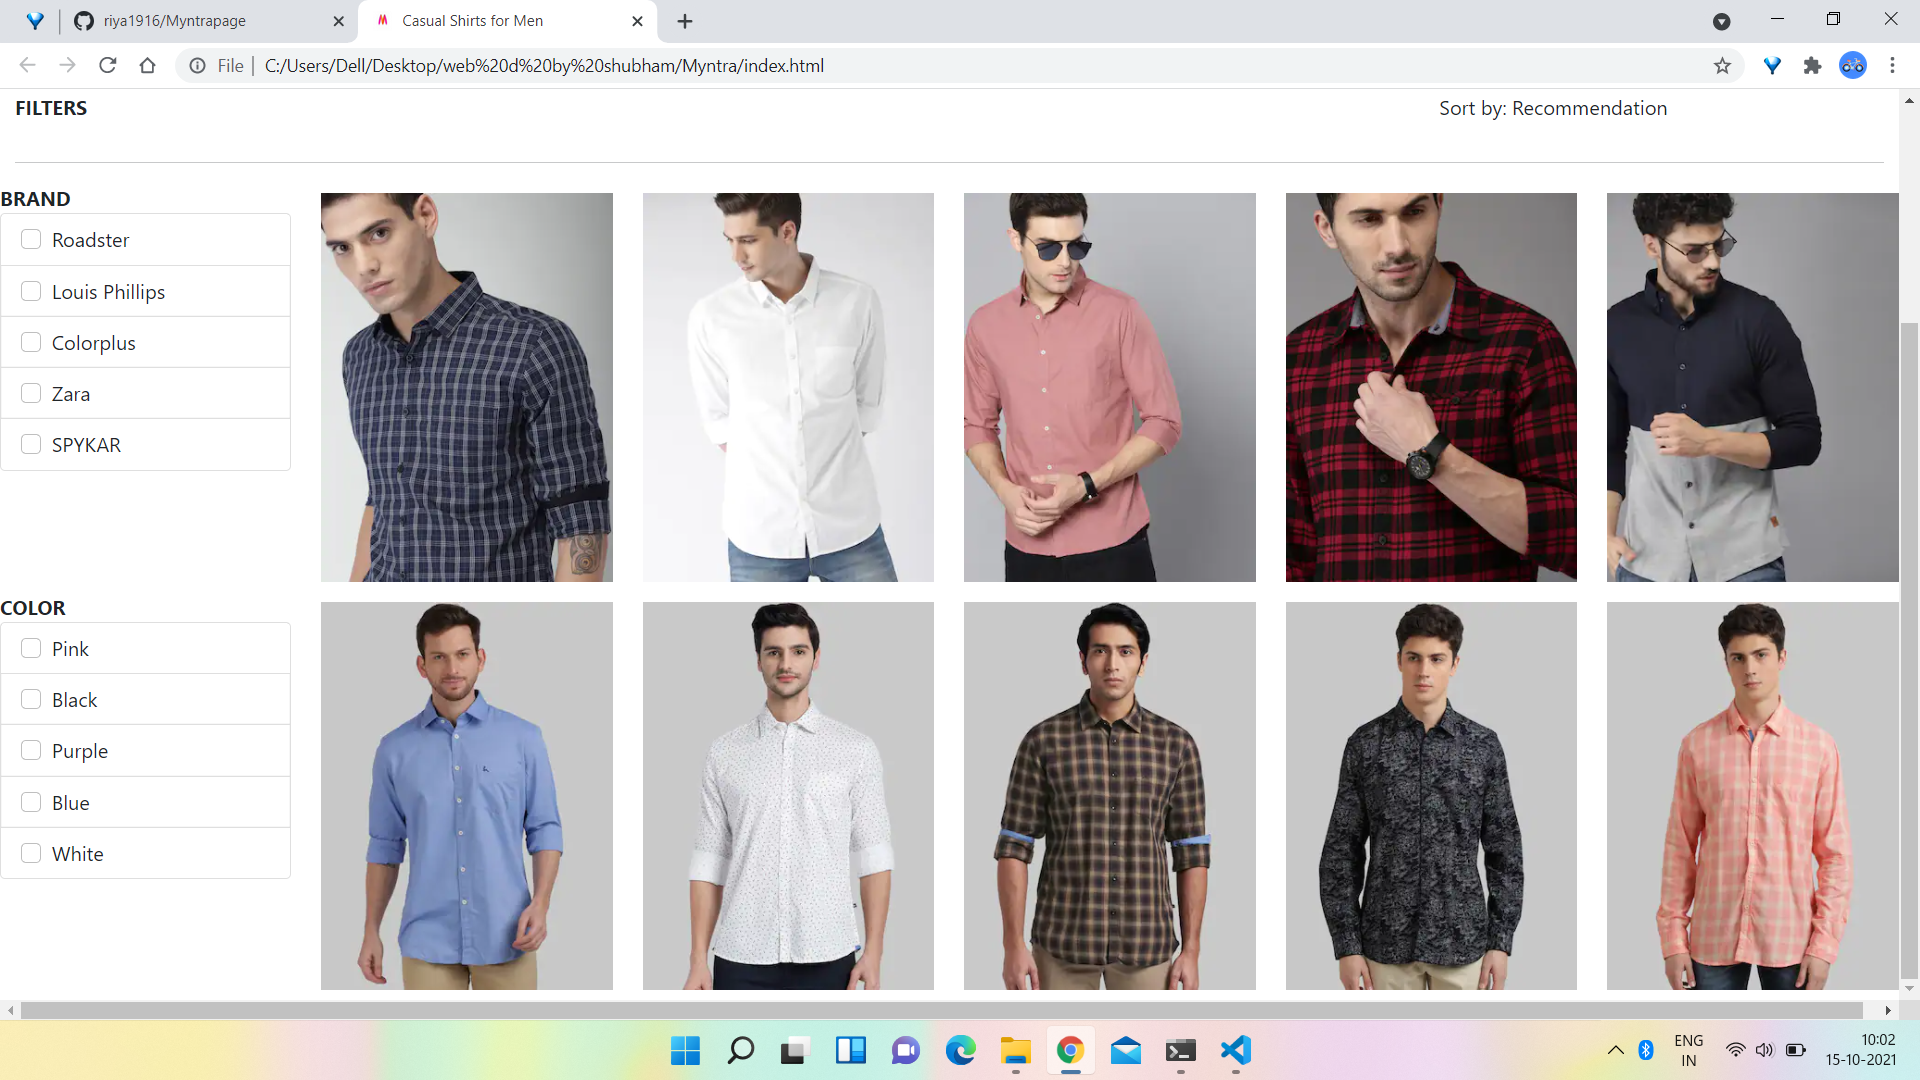 riya1916/Myntrapage
Casual Shirts for Men
File
C:/Users/Dell/Desktop/web%20d%20by%20shubham/Myntra/index.html
FILTERS
Sort by: Recommendation
BRAND
Roadster
Louis Phillips
Colorplus
Zara
SPYKAR
COLOR
Pink
Black
Purple
Blue
White
ENG
IN
10:02
15-10-2021